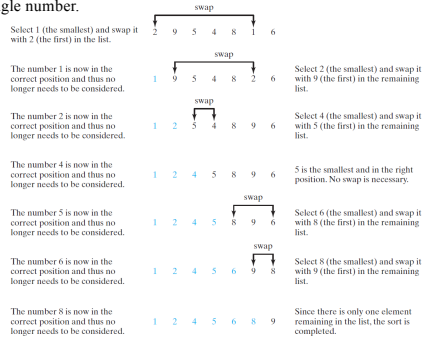 gle number.
swap
Select 1 (the smallest) and swap it
with 2 (the first) in the list.
2 9 5 4 8 1 6
swap
The number 1 is now in the
correct position and thus no
longer needs to be considered.
1 9 5 4 8 2 6
Select 2 (the smallest) and swap it
with 9 (the first) in the remaining
list.
swap
The number 2 is now in the
correct position and thus no
longer needs to be considered.
1 2 5 4 8 9 6
Select 4 (the smallest) and swap it
with 5 (the first) in the remaining
list.
The number 4 is now in the
correct position and thus no
longer needs to be considered.
1 2 4 5 8 9 6
5 is the smallest and in the right
position. No swap is necessary.
swap
The number 5 is now in the
correct position and thus no
longer needs to be considered.
1 2 4 5 8 9 6
Select 6 (the smallest) and swap it
with 8 (the first) in the remaining
list.
swap
The number 6 is now in the
correct position and thus no
longer needs to be considered.
1 2 4 5 6 9 8
Select 8 (the smallest) and swap it
with 9 (the first) in the remaining
list.
The number 8 is now in the
correct position and thus no
longer needs to be considered.
1 2 4 5 6 8 9
Since there is only one element
remaining in the list, the sort is
completed.